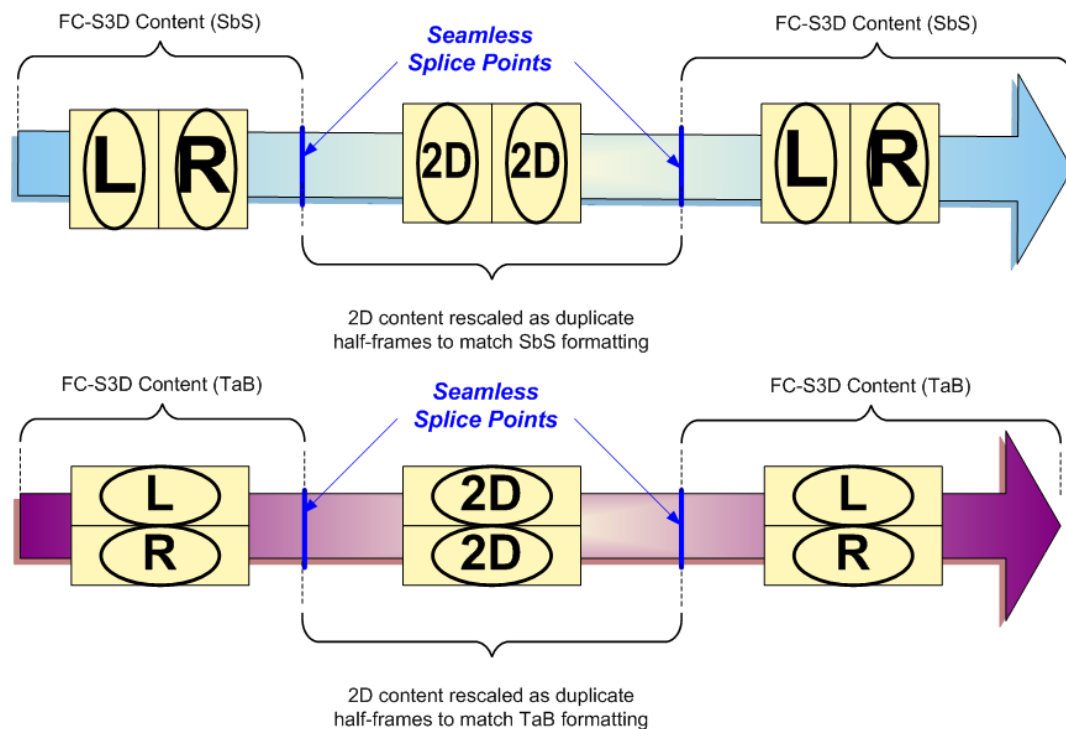 FC-S3D Content (SbS)
Seamless
Splice Points
FC-S3D Content (SbS)
L R
2D 2D
L R
2D content rescaled as duplicate
half-frames to match SbS formatting
FC-S3D Content (TaB)
Seamless
Splice Points
FC-S3D Content (TaB)
L
R
2D
2D
L
R
2D content rescaled as duplicate
half-frames to match TaB formatting